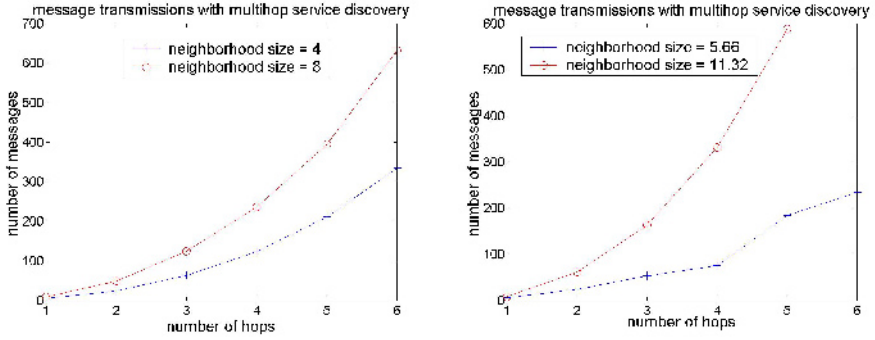 message transmissions with multihop service discovery
700
600
500
400
300
200
100
0
1
2
3
4
5
6
number of messages
number of hops
neighborhood size = 4
neighborhood size = 8
message transmissions with multihop service discovery
600
500
400
300
200
100
0
1
2
3
4
5
6
number of messages
number of hops
neighborhood size = 5.66
neighborhood size = 11.32